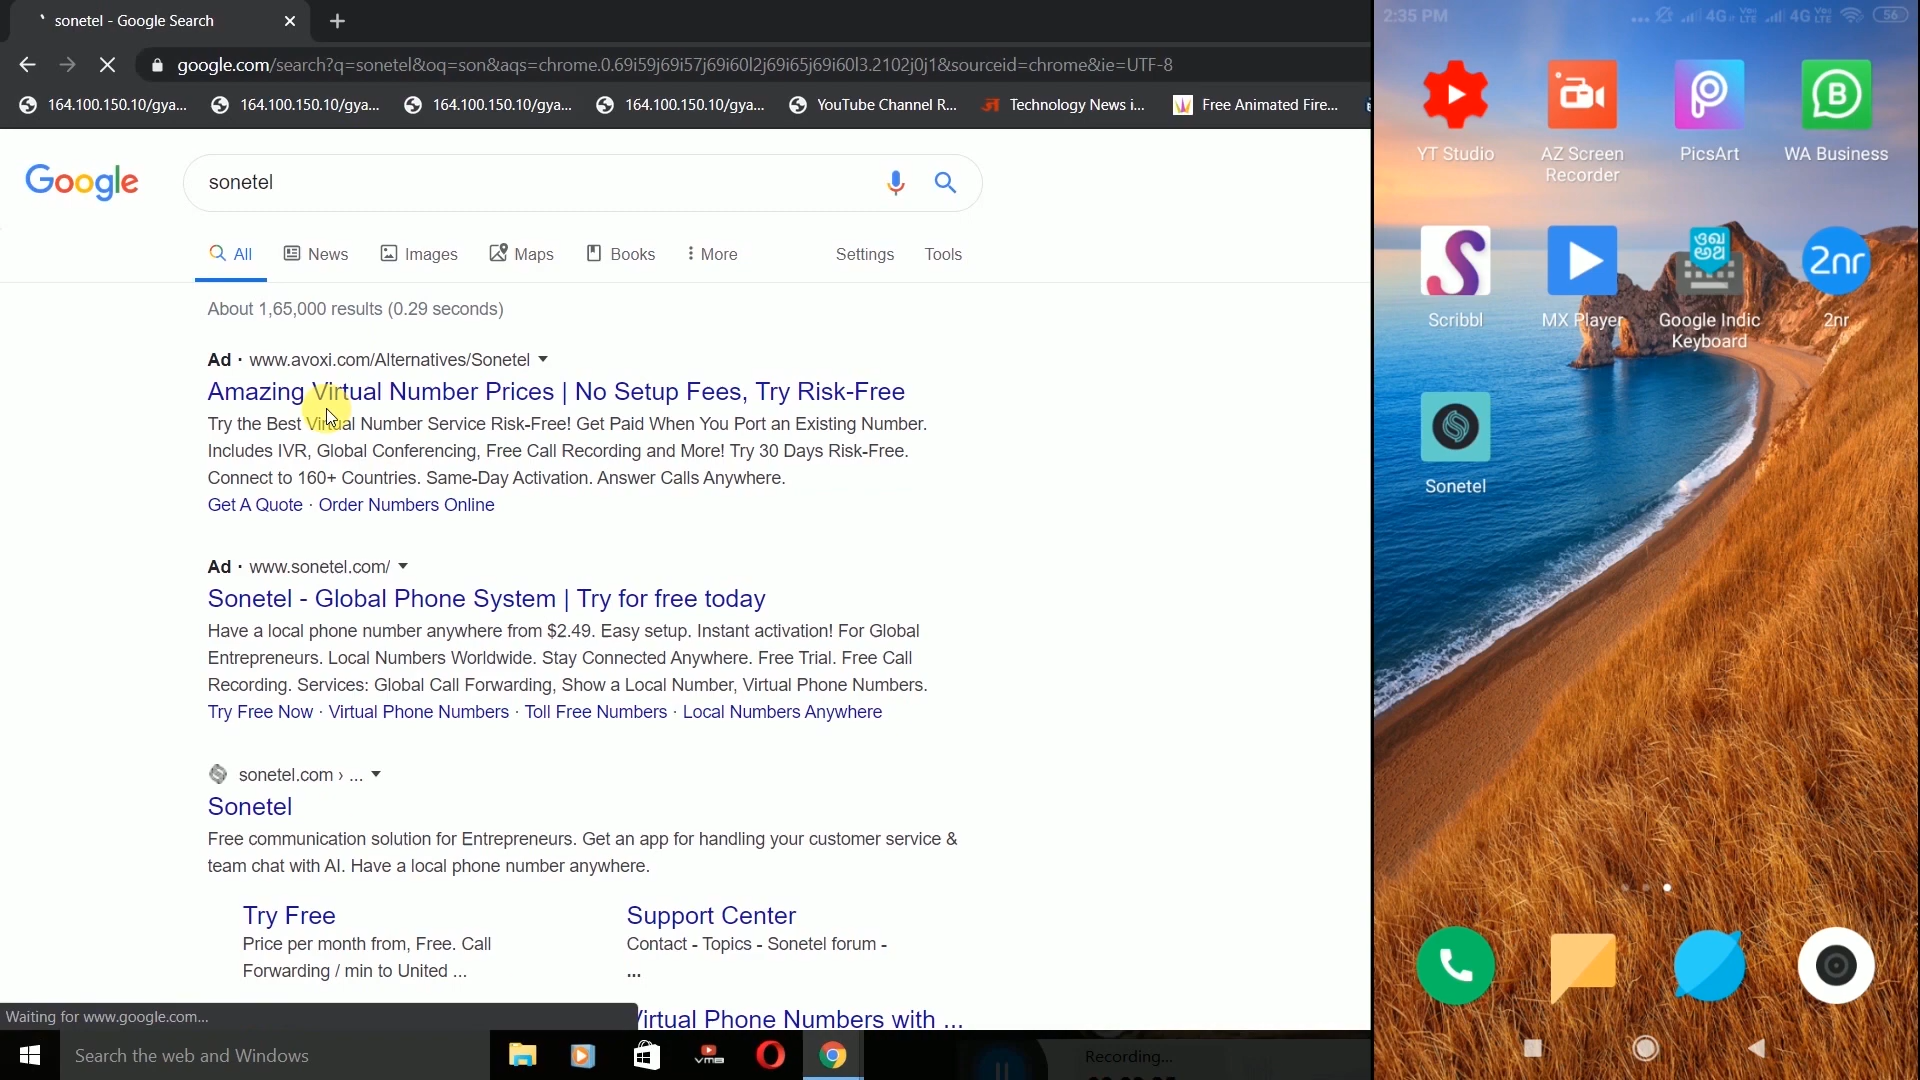 sonetel - Google Search
google.com/search?q=sonetel&oq=son&aqs=chrome.0.69i59j69i57j69i60l2j69i65j69i60l3.2102j0j1&sourceid=chrome&ie=UTF-8
164.100.150.10/gya... 164.100.150.10/gya... 164.100.150.10/gya... 164.100.150.10/gya... YouTube Channel R... Technology News i... Free Animated Fire...
Google
sonetel
All News Images Maps Books More Settings Tools
About 1,65,000 results (0.29 seconds)
Ad · www.avoxi.com/Alternatives/Sonetel
Amazing Virtual Number Prices | No Setup Fees, Try Risk-Free
Try the Best Virtual Number Service Risk-Free! Get Paid When You Port an Existing Number.
Includes IVR, Global Conferencing, Free Call Recording and More! Try 30 Days Risk-Free.
Connect to 160+ Countries. Same-Day Activation. Answer Calls Anywhere.
Get A Quote · Order Numbers Online
Ad · www.sonetel.com/
Sonetel - Global Phone System | Try for free today
Have a local phone number anywhere from $2.49. Easy setup. Instant activation! For Global
Entrepreneurs. Local Numbers Worldwide. Stay Connected Anywhere. Free Trial. Free Call
Recording. Services: Global Call Forwarding, Show a Local Number, Virtual Phone Numbers.
Try Free Now · Virtual Phone Numbers · Toll Free Numbers · Local Numbers Anywhere
sonetel.com › ...
Sonetel
Free communication solution for Entrepreneurs. Get an app for handling your customer service &
team chat with AI. Have a local phone number anywhere.
Try Free
Price per month from, Free. Call
Forwarding / min to United ...
Support Center
Contact - Topics - Sonetel forum -
...
Virtual Phone Numbers with ...
Waiting for www.google.com...
Search the web and Windows
vma
Recording...
2:35 PM
4G VoLTE 4G VoLTE 56
YT Studio
AZ Screen
Recorder
PicsArt
WA Business
Scribbl
MX Player
Google Indic
Keyboard
2nr
2nr
Sonetel